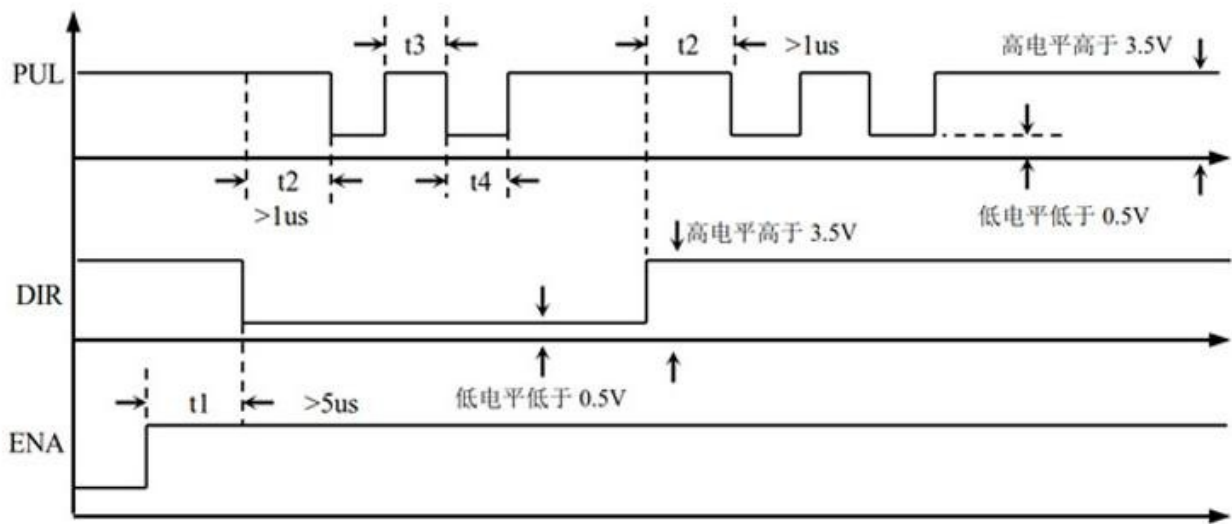 t3
t2
>1us
高电平高于 3.5V
PUL
t2
t4
>1us
低电平低于 0.5V
高电平高于 3.5V
DIR
t1
>5us
低电平低于 0.5V
ENA